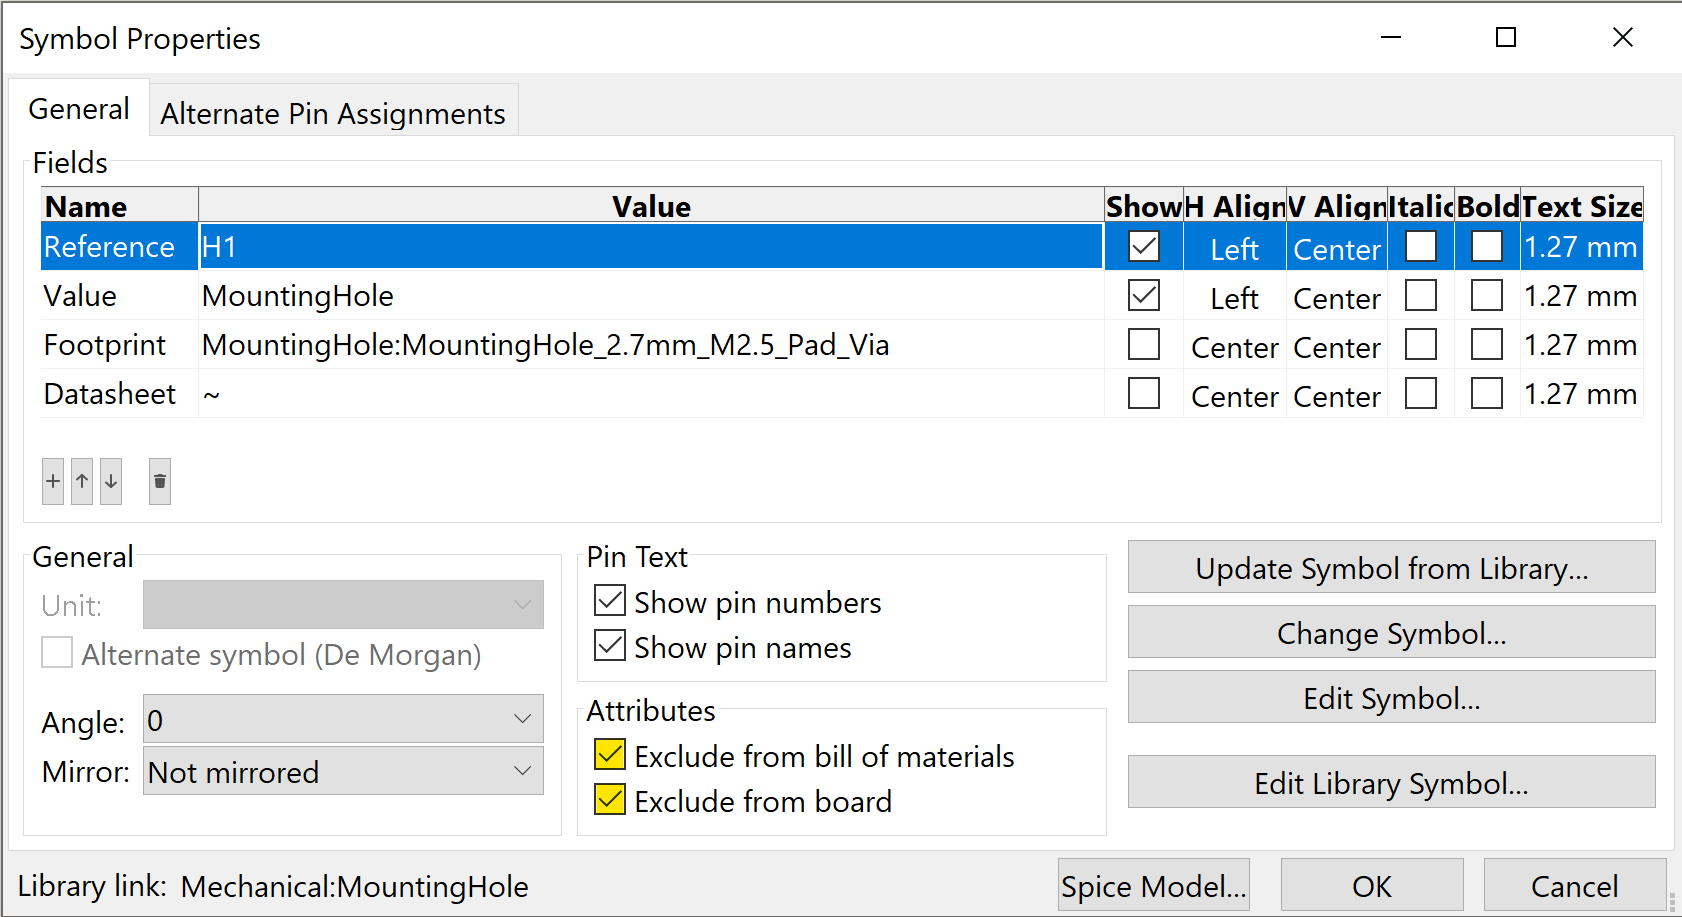 Symbol Properties
General
Alternate Pin Assignments
Fields
Name Value Show H Align V Align Italic Bold Text Size
Reference H1 Left Center 1.27 mm
Value MountingHole Left Center 1.27 mm
Footprint MountingHole:MountingHole_2.7mm_M2.5_Pad_Via Center Center 1.27 mm
Datasheet ~ Center Center 1.27 mm
General
Unit:
Alternate symbol (De Morgan)
Angle: 0
Mirror: Not mirrored
Pin Text
Show pin numbers
Show pin names
Attributes
Exclude from bill of materials
Exclude from board
Update Symbol from Library...
Change Symbol...
Edit Symbol...
Edit Library Symbol...
Library link: Mechanical:MountingHole
Spice Model...
OK
Cancel